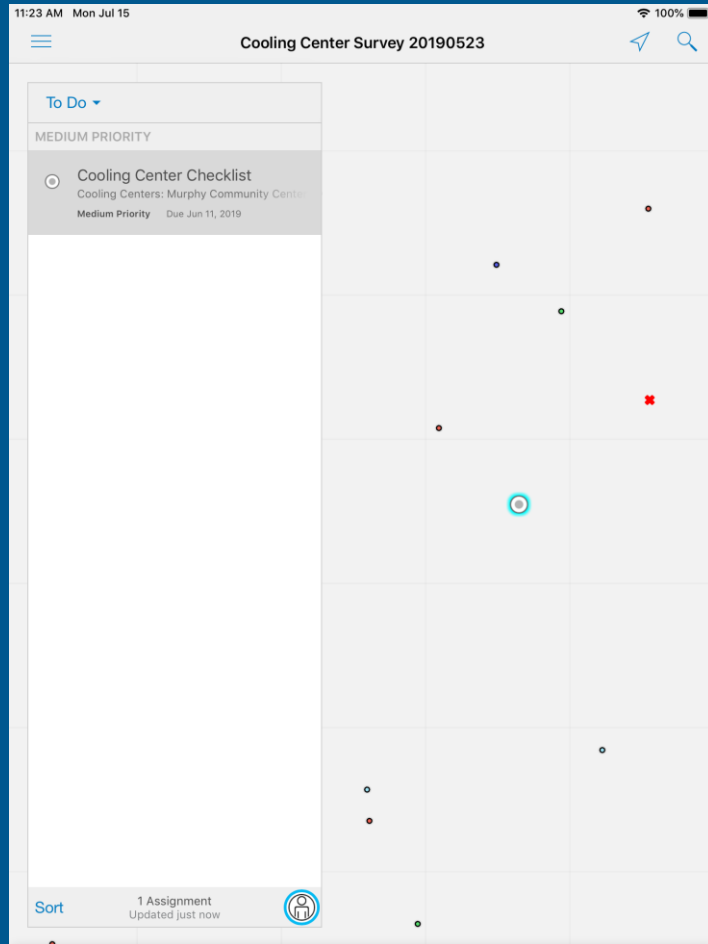 11:23 AM Mon Jul 15
100%
Cooling Center Survey 20190523
To Do
MEDIUM PRIORITY
Cooling Center Checklist
Cooling Centers: Murphy Community Cente
Medium Priority Due Jun 11, 2019
Sort
1 Assignment
Updated just now